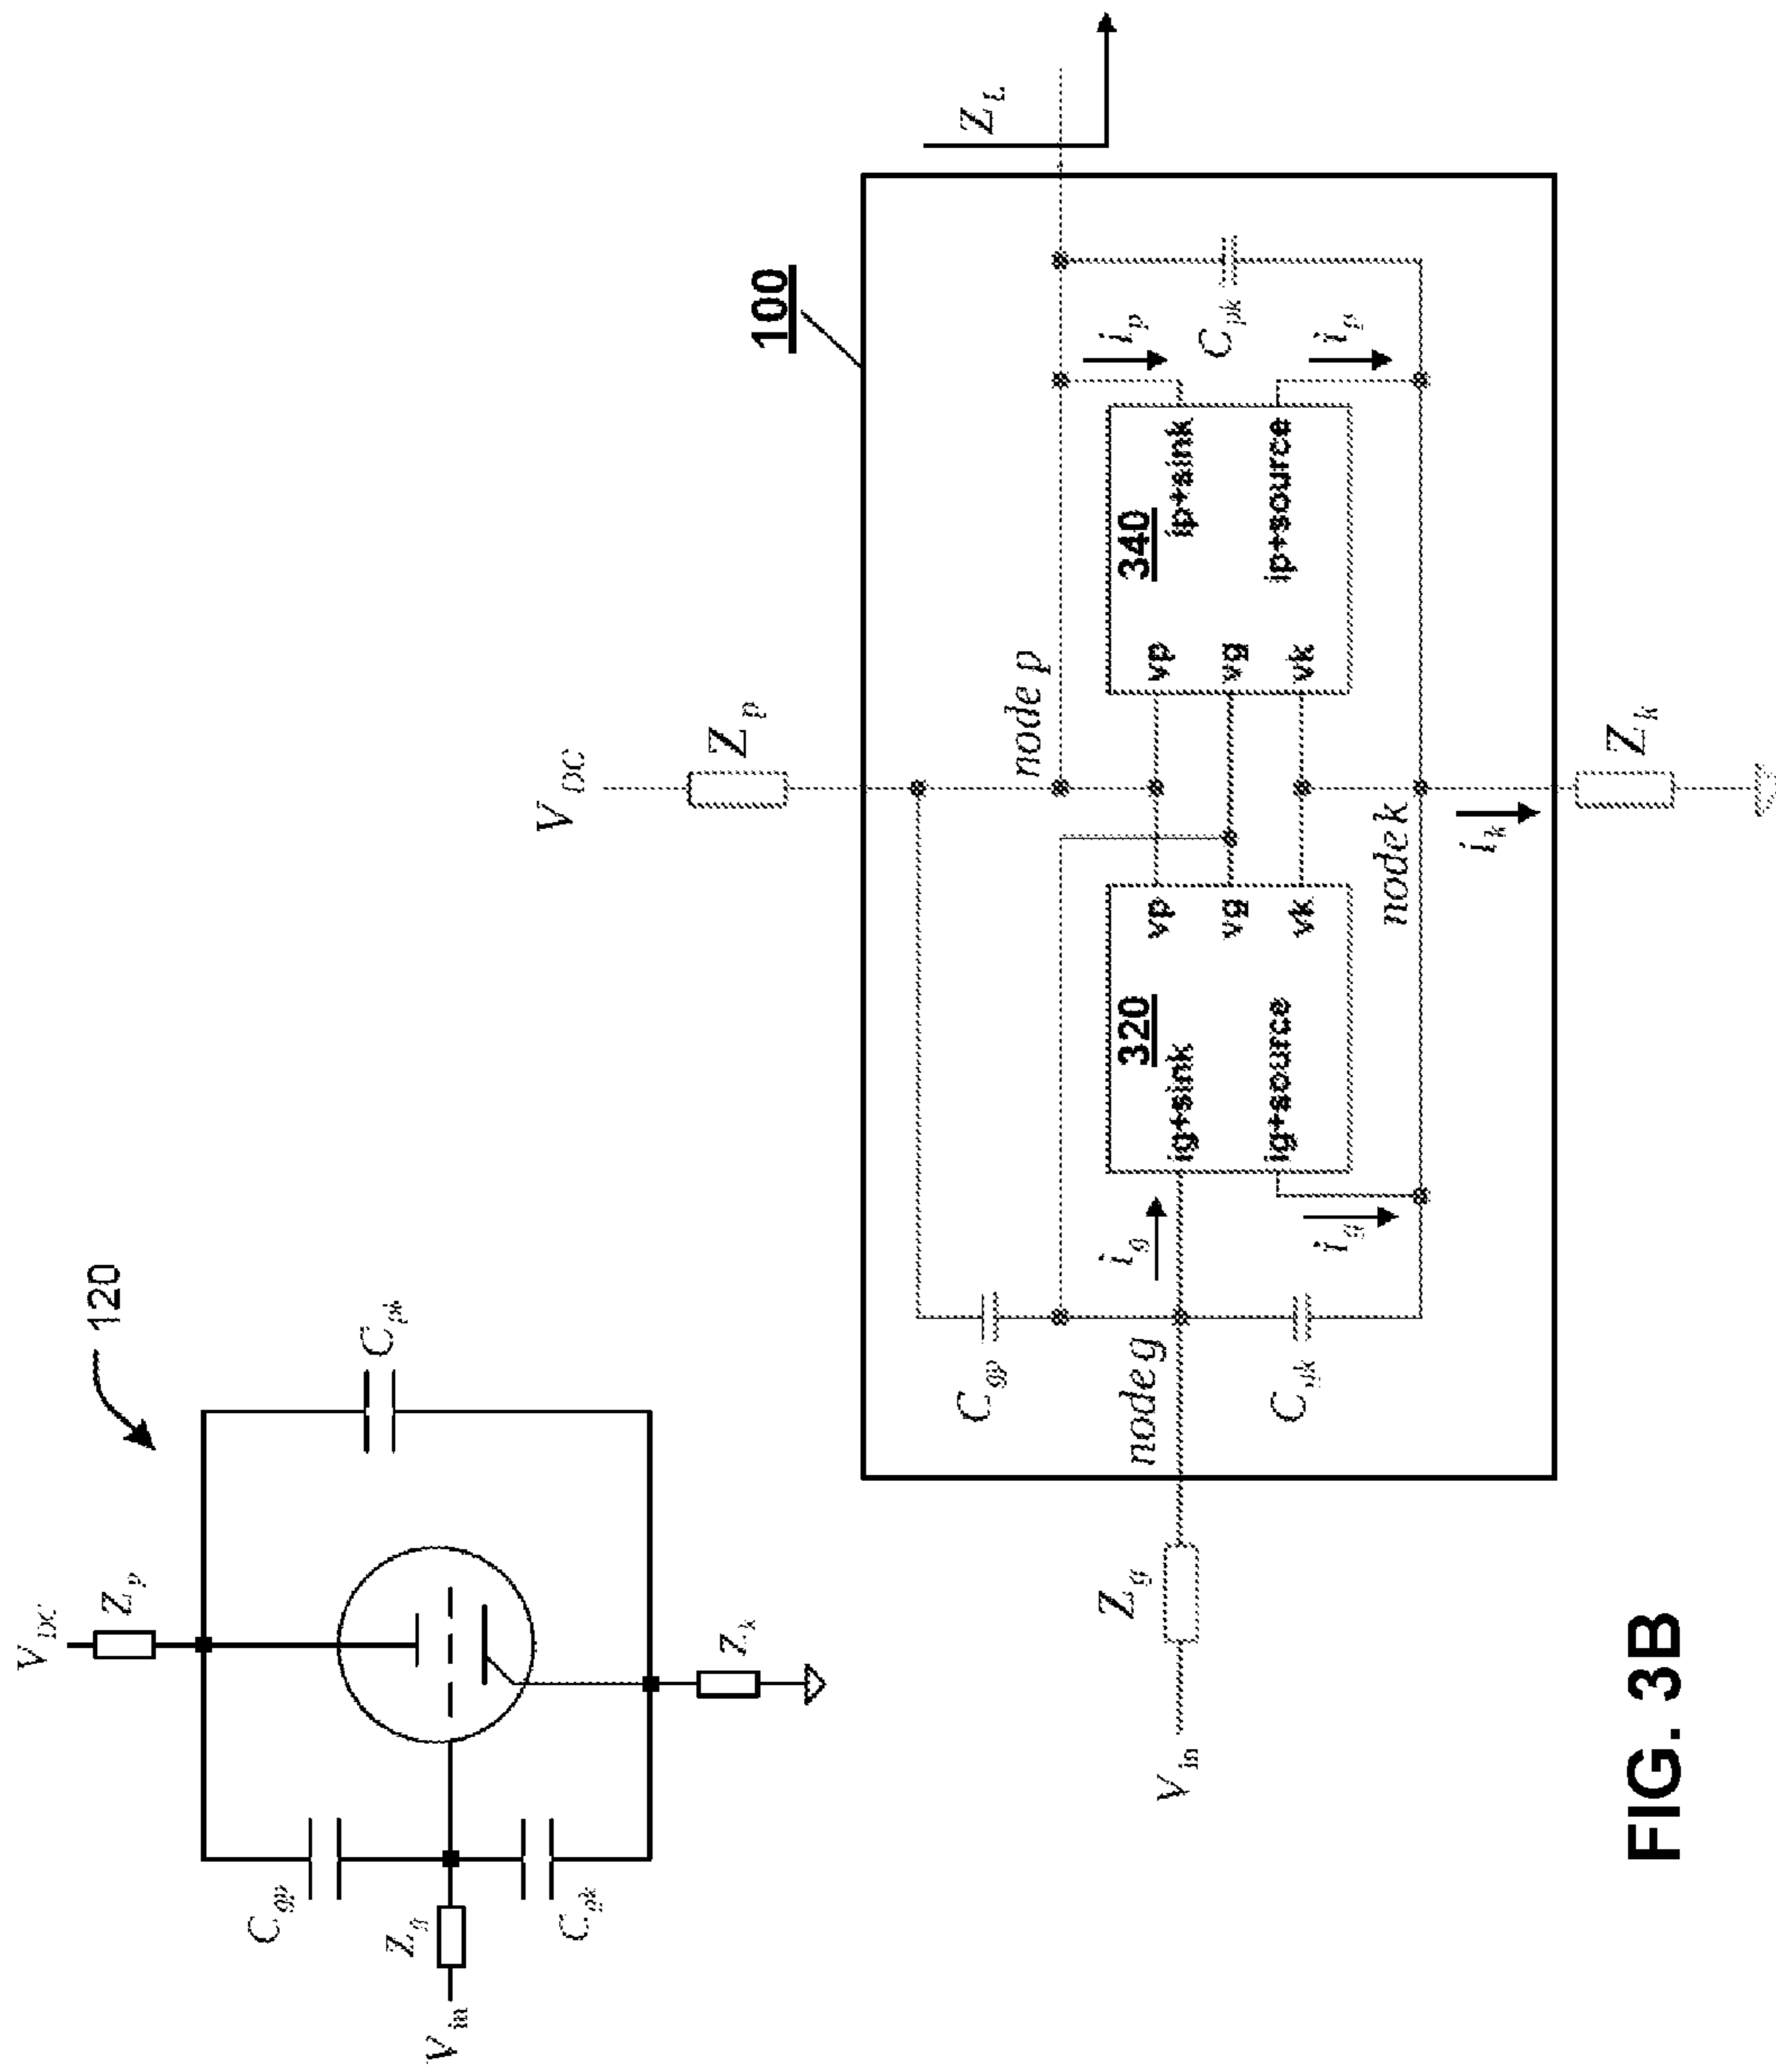 120
V_DC
Z_p
C_gp
C_pk
V_in
Z_g
C_gk
Z_k
100
V_DC
Z_p
Z_L
node p
C_gp
320
340
vp
vp
ig+sink
ip+sink
i_p
node g
i_g
vg
vg
C_pk
V_in
Z_g
ig+source
ip+source
vk
vk
C_gk
i_g
i_p
node k
i_k
Z_k
FIG. 3B